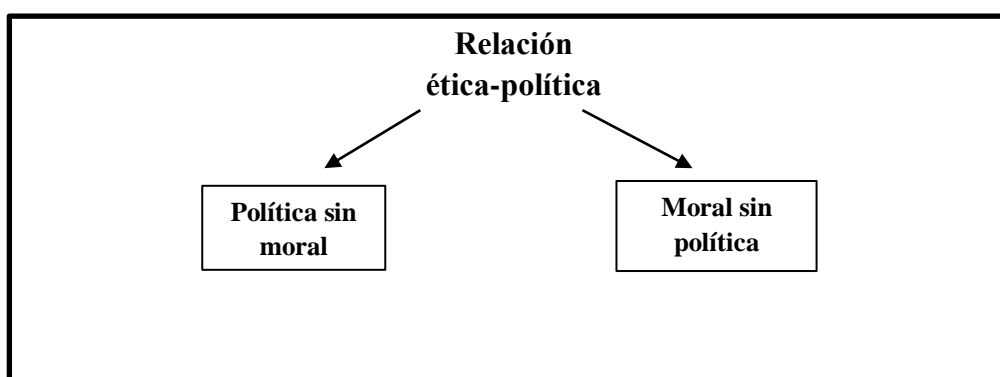 Relación
ética-política
Política sin
moral
Moral sin
política